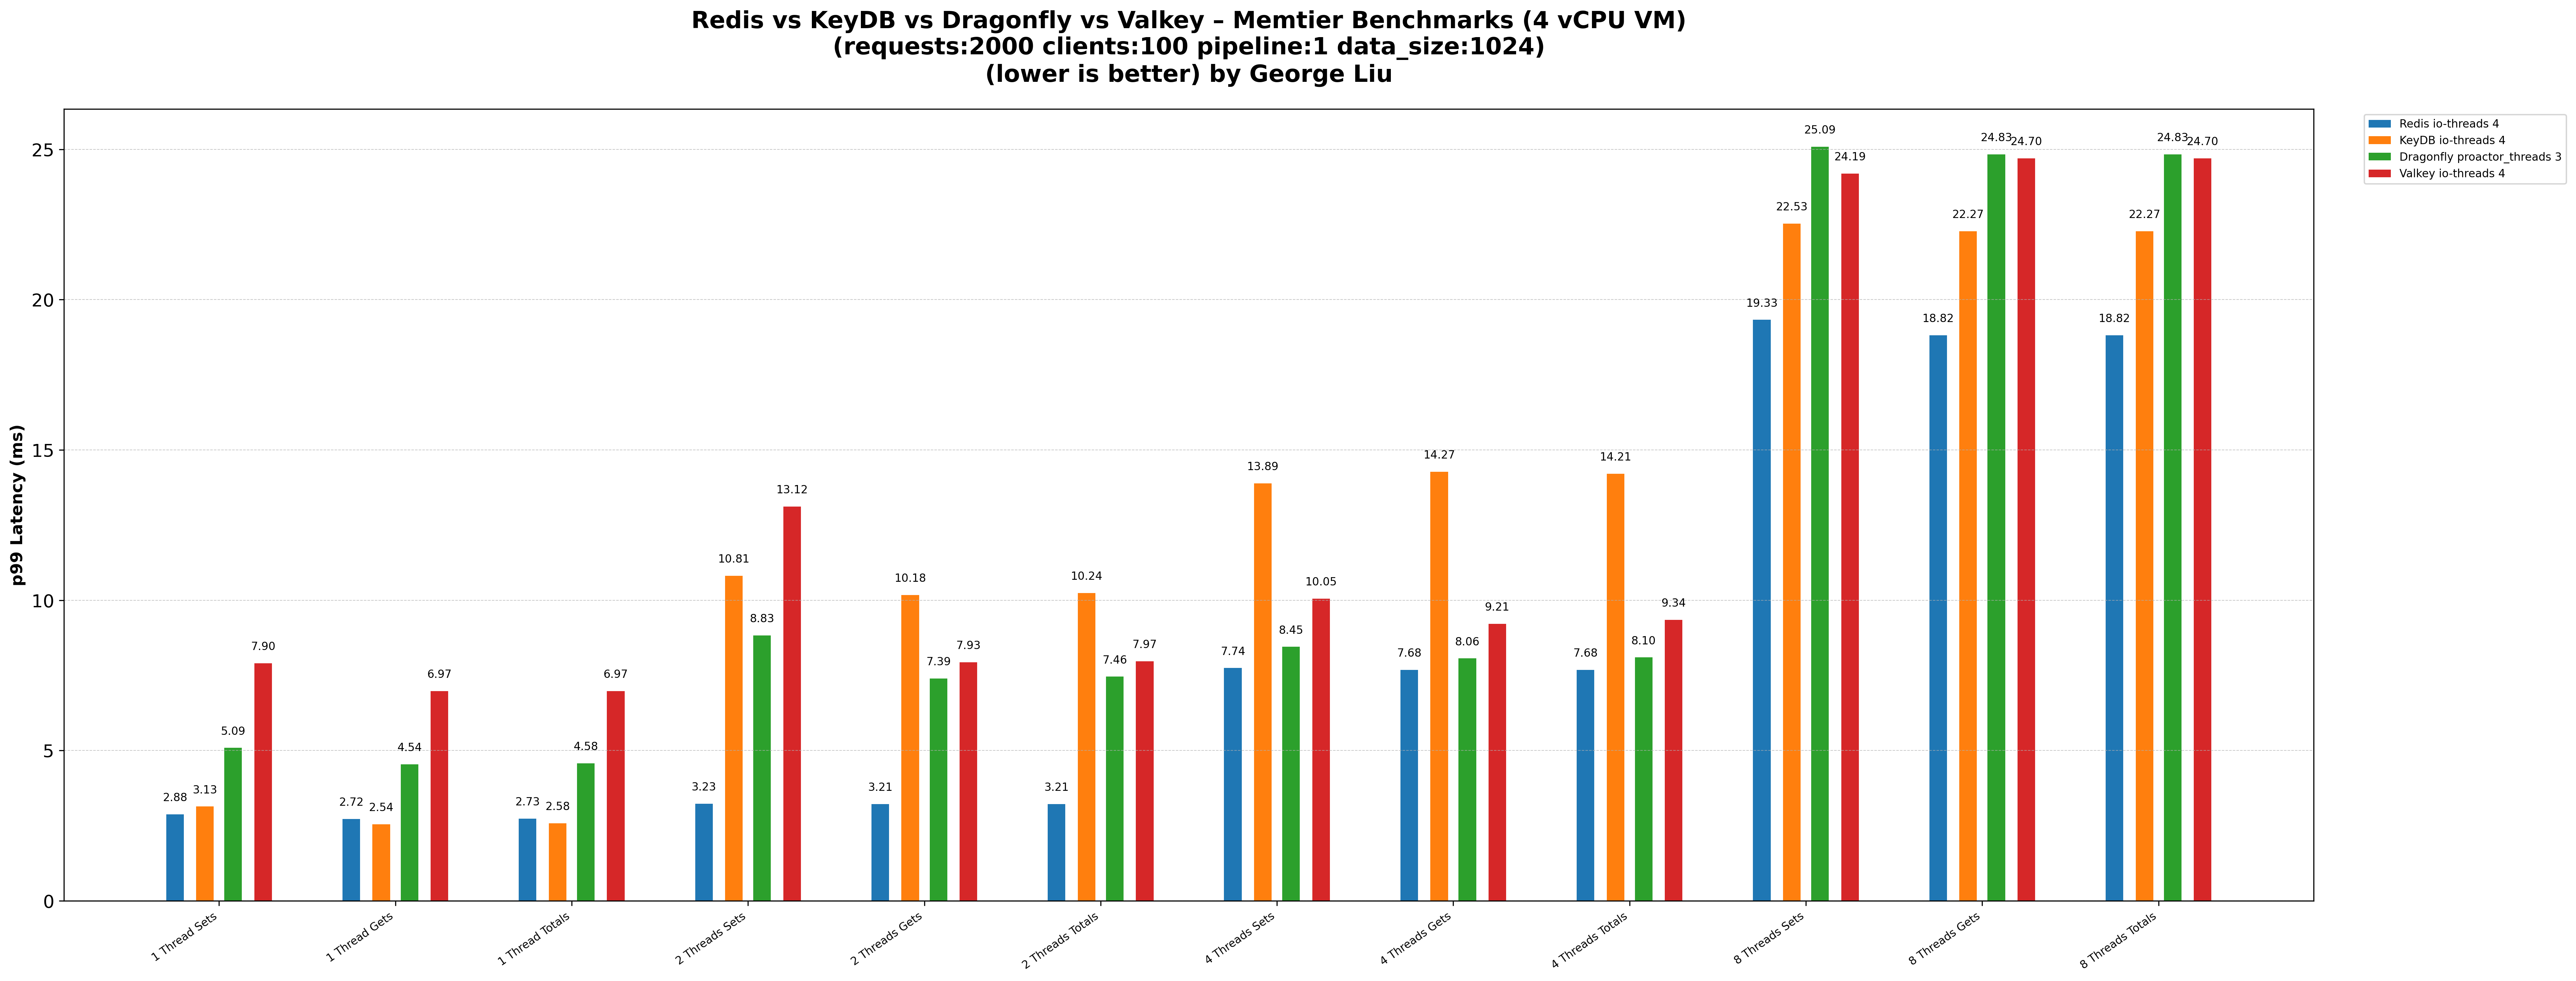 Redis vs KeyDB vs Dragonfly vs Valkey – Memtier Benchmarks (4 vCPU VM)
(requests:2000 clients:100 pipeline:1 data_size:1024)
(lower is better) by George Liu
Redis io-threads 4
KeyDB io-threads 4
Dragonfly proactor_threads 3
Valkey io-threads 4
p99 Latency (ms)
25
20
15
10
5
0
2.88 3.13 5.09 7.90
2.72 2.54 4.54 6.97
2.73 2.58 4.58 6.97
3.23 10.81 8.83 13.12
3.21 10.18 7.39 7.93
3.21 10.24 7.46 7.97
7.74 13.89 8.45 10.05
7.68 14.27 8.06 9.21
7.68 14.21 8.10 9.34
19.33 22.53 25.09 24.19
18.82 22.27 24.83 24.70
18.82 22.27 24.83 24.70
1 Thread Sets
1 Thread Gets
1 Thread Totals
2 Threads Sets
2 Threads Gets
2 Threads Totals
4 Threads Sets
4 Threads Gets
4 Threads Totals
8 Threads Sets
8 Threads Gets
8 Threads Totals